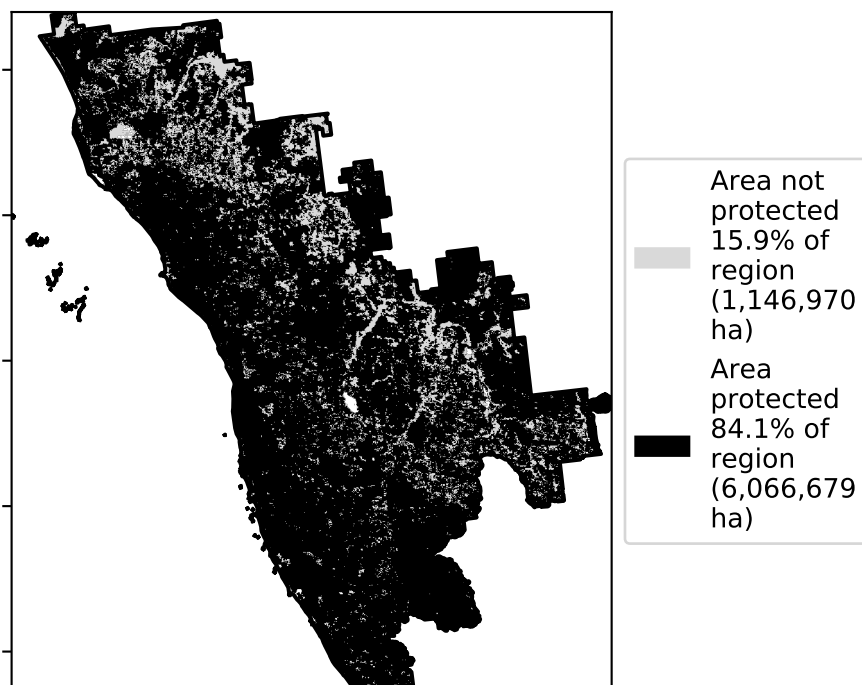 Area not
protected
15.9% of
region
(1,146,970
ha)
Area
protected
84.1% of
region
(6,066,679
ha)